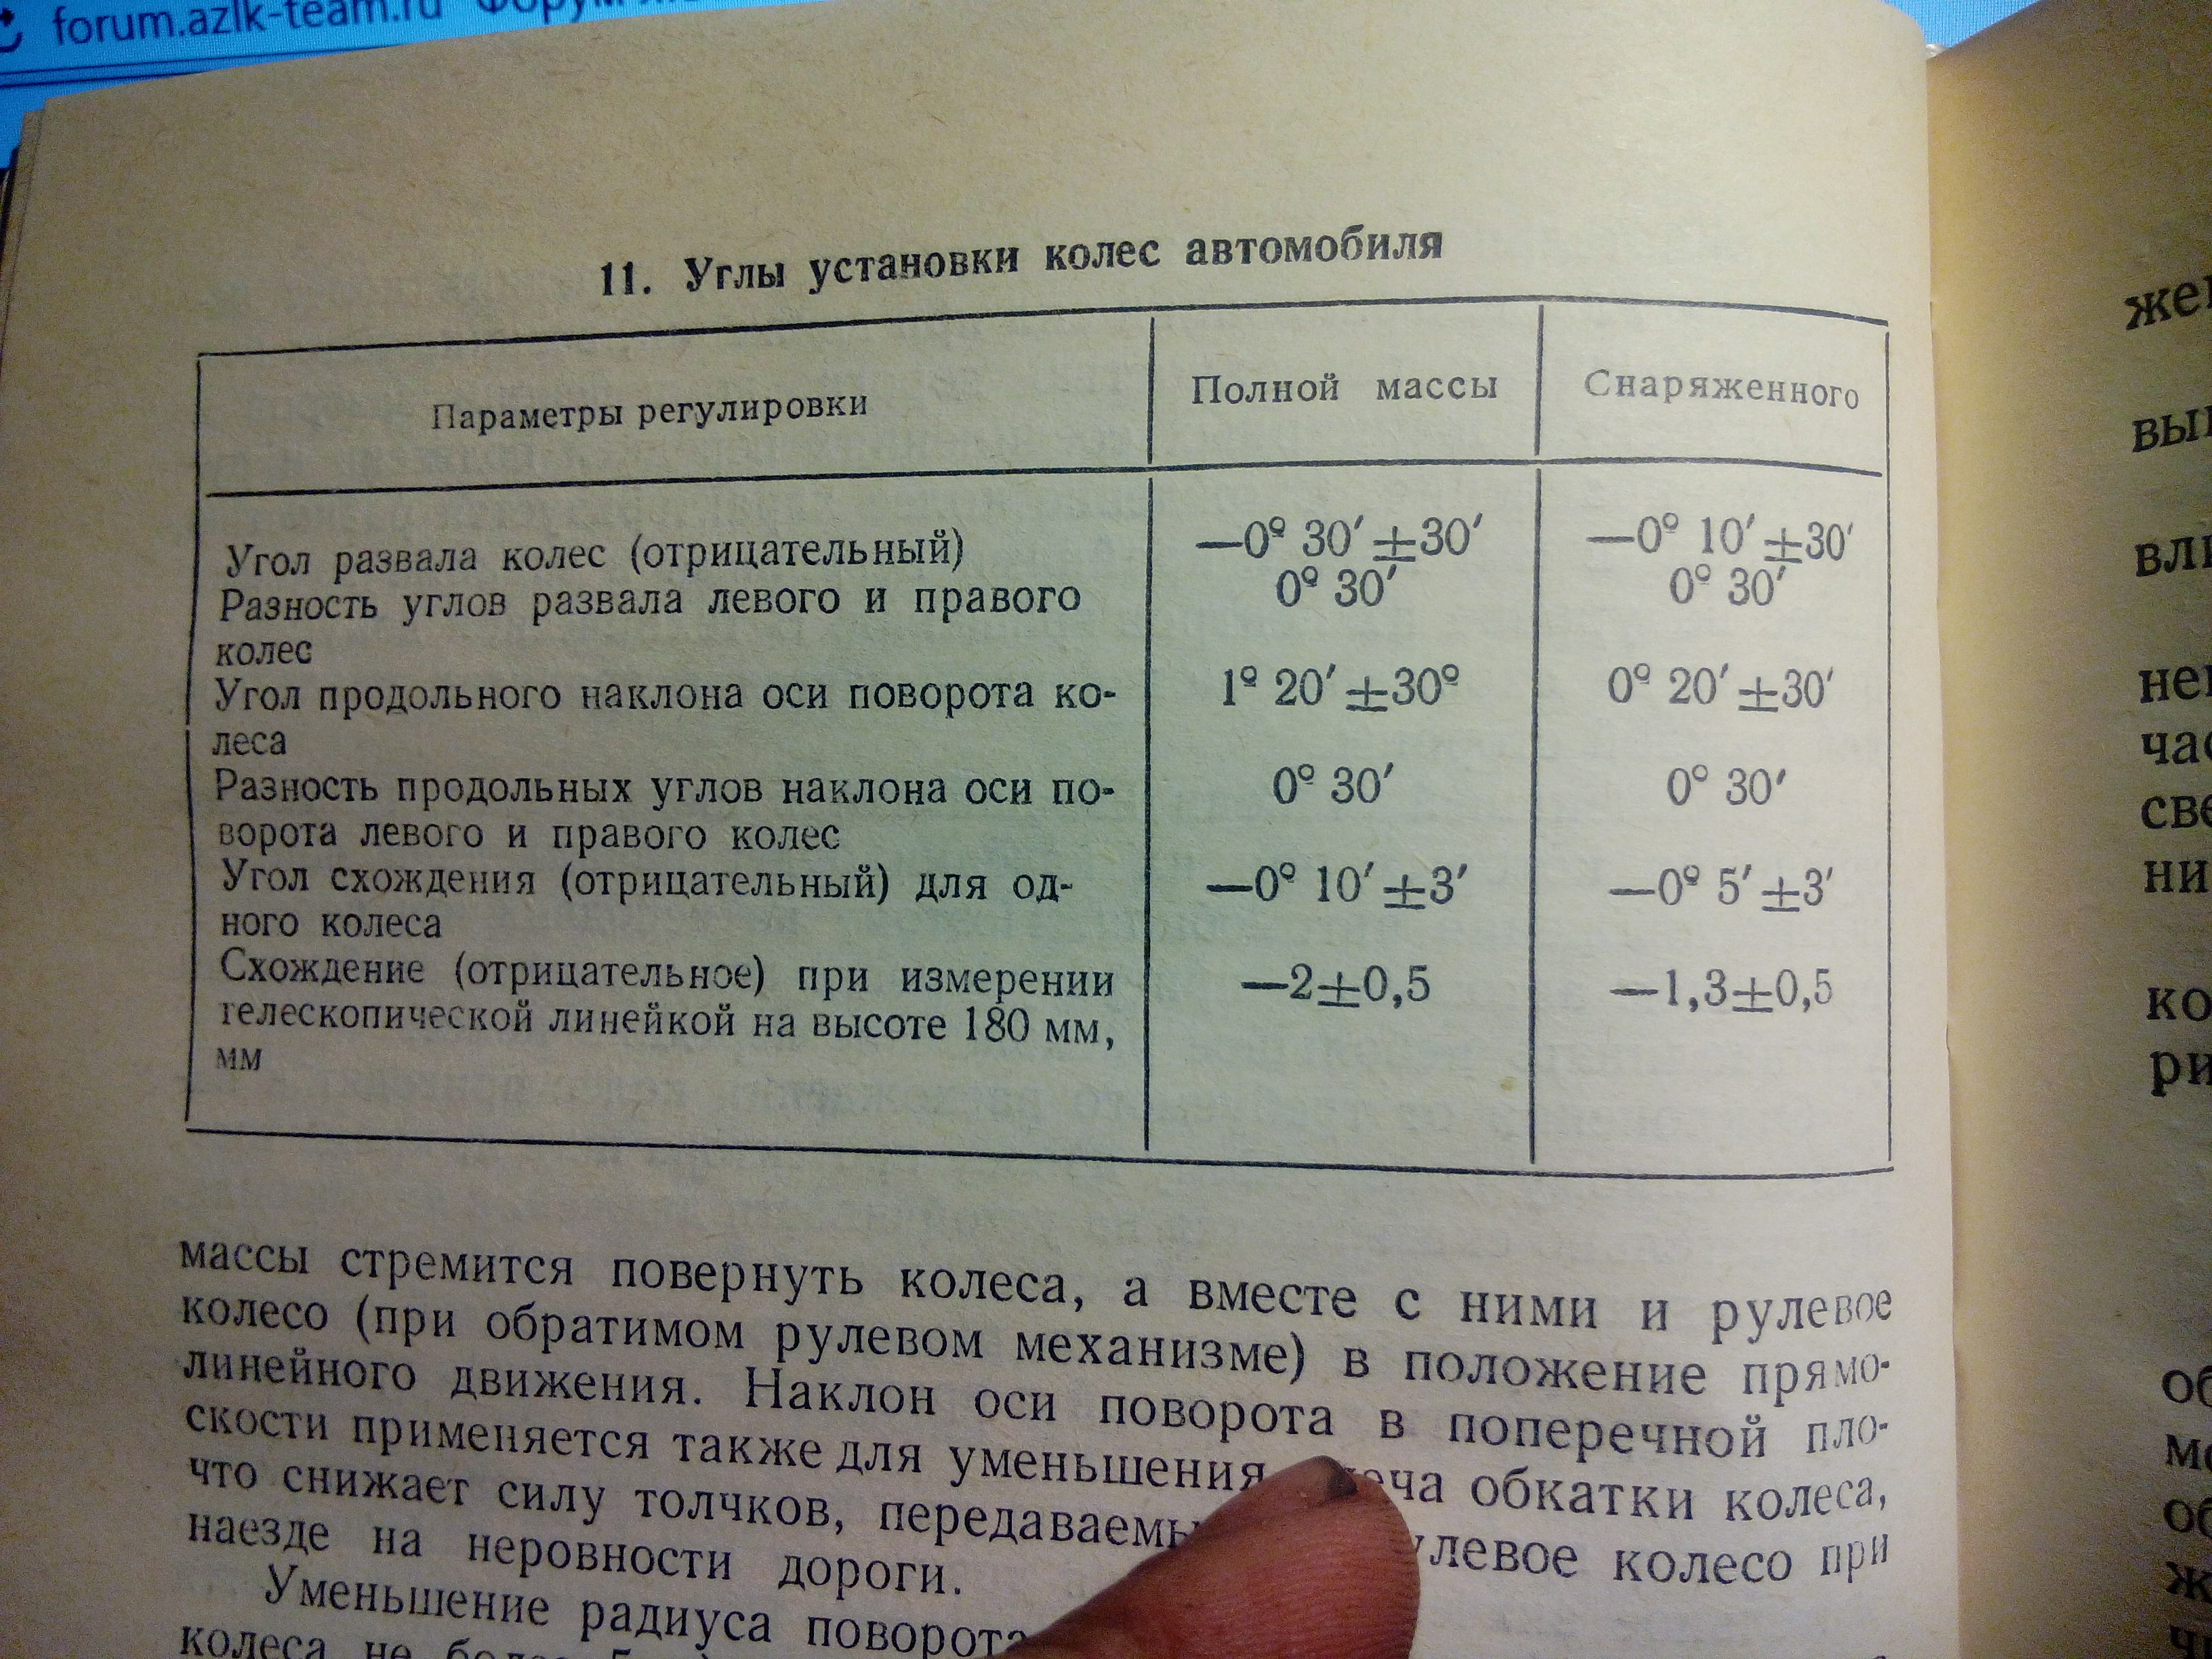 forum.azlk-team.ru
11. Углы установки колес автомобиля
Параметры регулировки Полной массы Снаряженного
Угол развала колес (отрицательный) —0° 30′ ±30′ —0° 10′ ±30′
Разность углов развала левого и правого 0° 30′ 0° 30′
колес
Угол продольного наклона оси поворота ко- 1° 20′ ±30° 0° 20′ ±30′
леса
Разность продольных углов наклона оси по- 0° 30′ 0° 30′
ворота левого и правого колес
Угол схождения (отрицательный) для од- —0° 10′ ±3′ —0° 5′ ±3′
ного колеса
Схождение (отрицательное) при измерении —2±0,5 —1,3±0,5
телескопической линейкой на высоте 180 мм,
мм
массы стремится повернуть колеса, а вместе с ними и рулевое
колесо (при обратимом рулевом механизме) в положение прямо-
линейного движения. Наклон оси поворота в поперечной пло-
скости применяется также для уменьшения обкатки колеса,
что снижает силу толчков, колесо при
наезде на неровности дороги.
Уменьшение радиуса поворота
колеса не